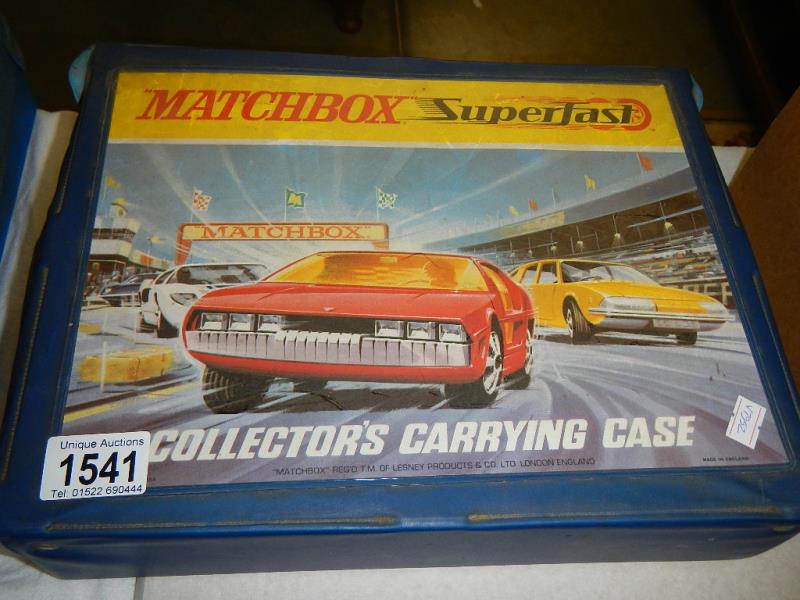 "MATCHBOX" Superfast
MATCHBOX
COLLECTOR'S CARRYING CASE
"MATCHBOX" REG'D T.M. OF LESNEY PRODUCTS & CO. LTD. LONDON ENGLAND
MADE IN ENGLAND
Unique Auctions
1541
Tel: 01522 690444